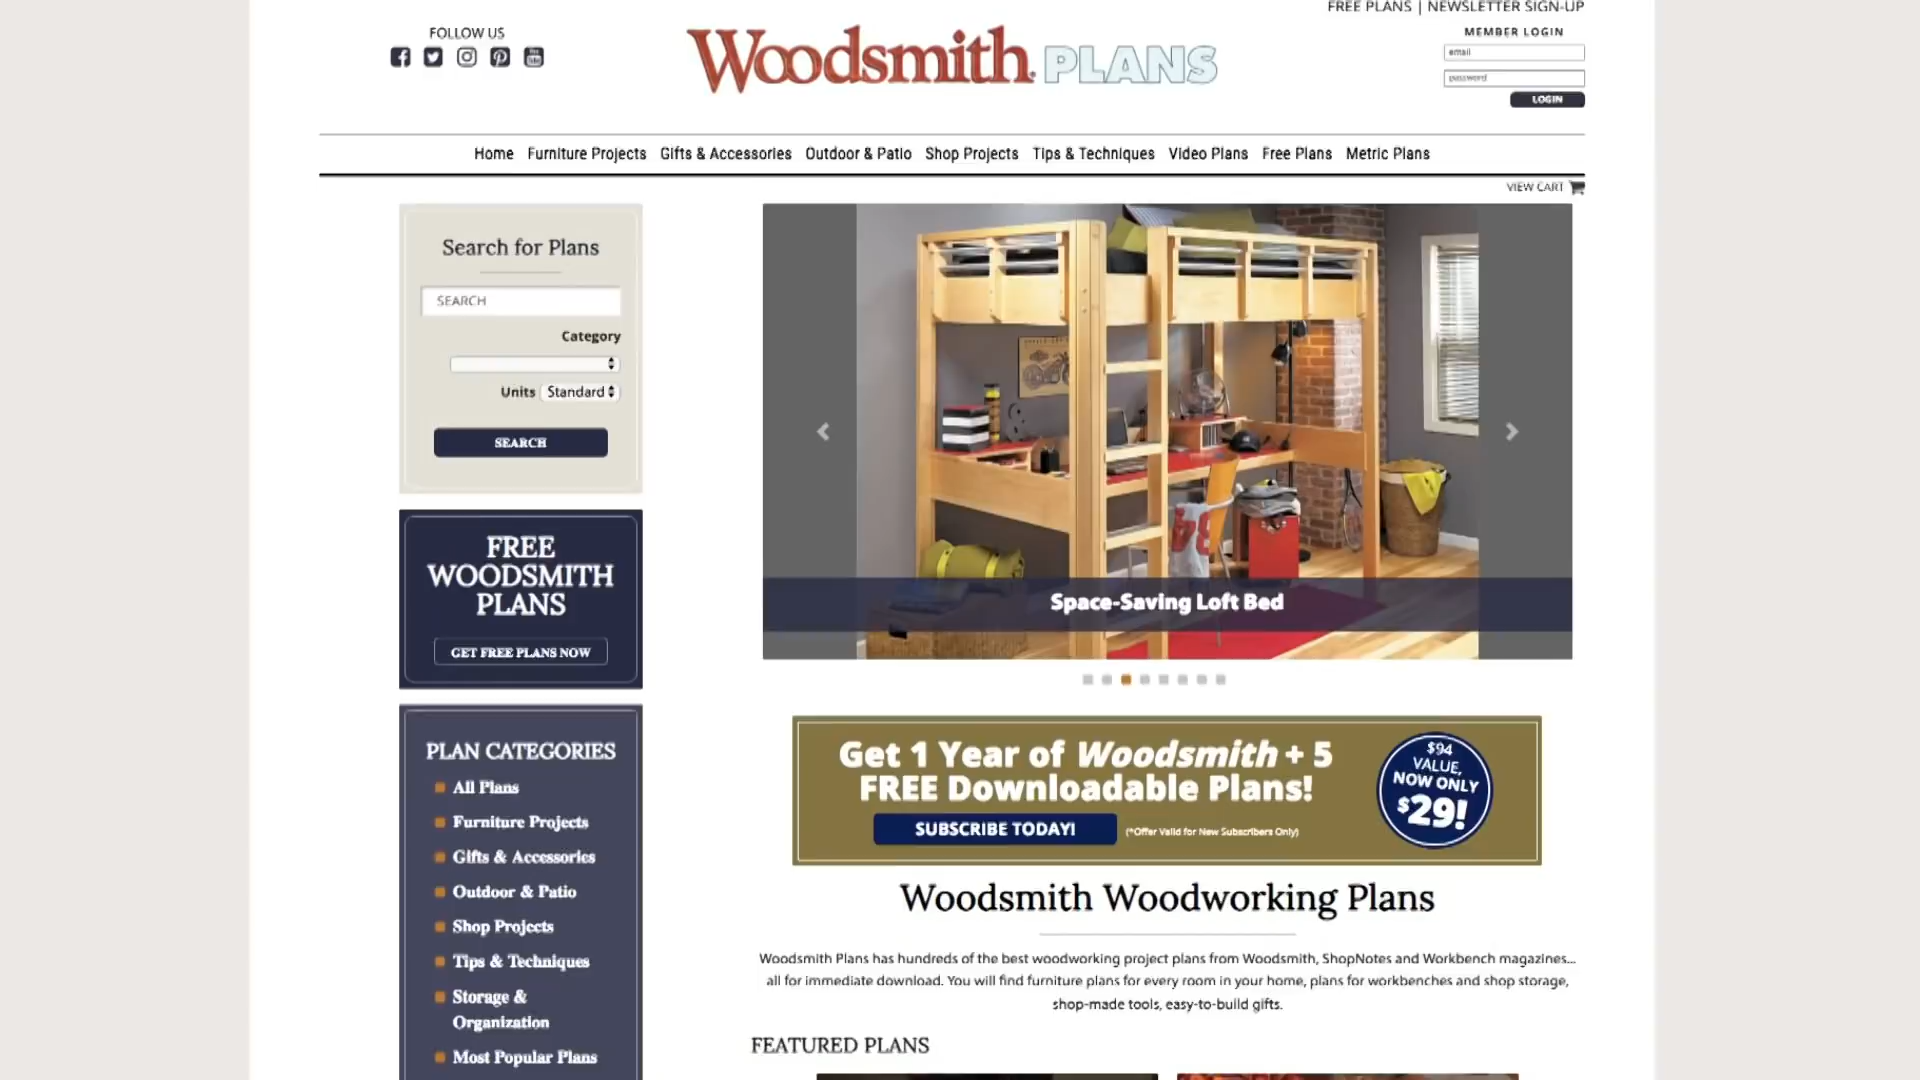 FREE PLANS | NEWSLETTER SIGN-UP
FOLLOW US
Woodsmith PLANS
MEMBER LOGIN
email
password
LOGIN
Home Furniture Projects Gifts & Accessories Outdoor & Patio Shop Projects Tips & Techniques Video Plans Free Plans Metric Plans
VIEW CART
Search for Plans
SEARCH
Category
Units Standard
SEARCH
FREE
WOODSMITH
PLANS
GET FREE PLANS NOW
PLAN CATEGORIES
All Plans
Furniture Projects
Gifts & Accessories
Outdoor & Patio
Shop Projects
Tips & Techniques
Storage &
Organization
Most Popular Plans
Space-Saving Loft Bed
Get 1 Year of Woodsmith + 5
FREE Downloadable Plans!
SUBSCRIBE TODAY!
(*Offer Valid for New Subscribers Only)
$94
VALUE,
NOW ONLY
$29!
Woodsmith Woodworking Plans
Woodsmith Plans has hundreds of the best woodworking project plans from Woodsmith, ShopNotes and Workbench magazines...
all for immediate download. You will find furniture plans for every room in your home, plans for workbenches and shop storage,
shop-made tools, easy-to-build gifts.
FEATURED PLANS